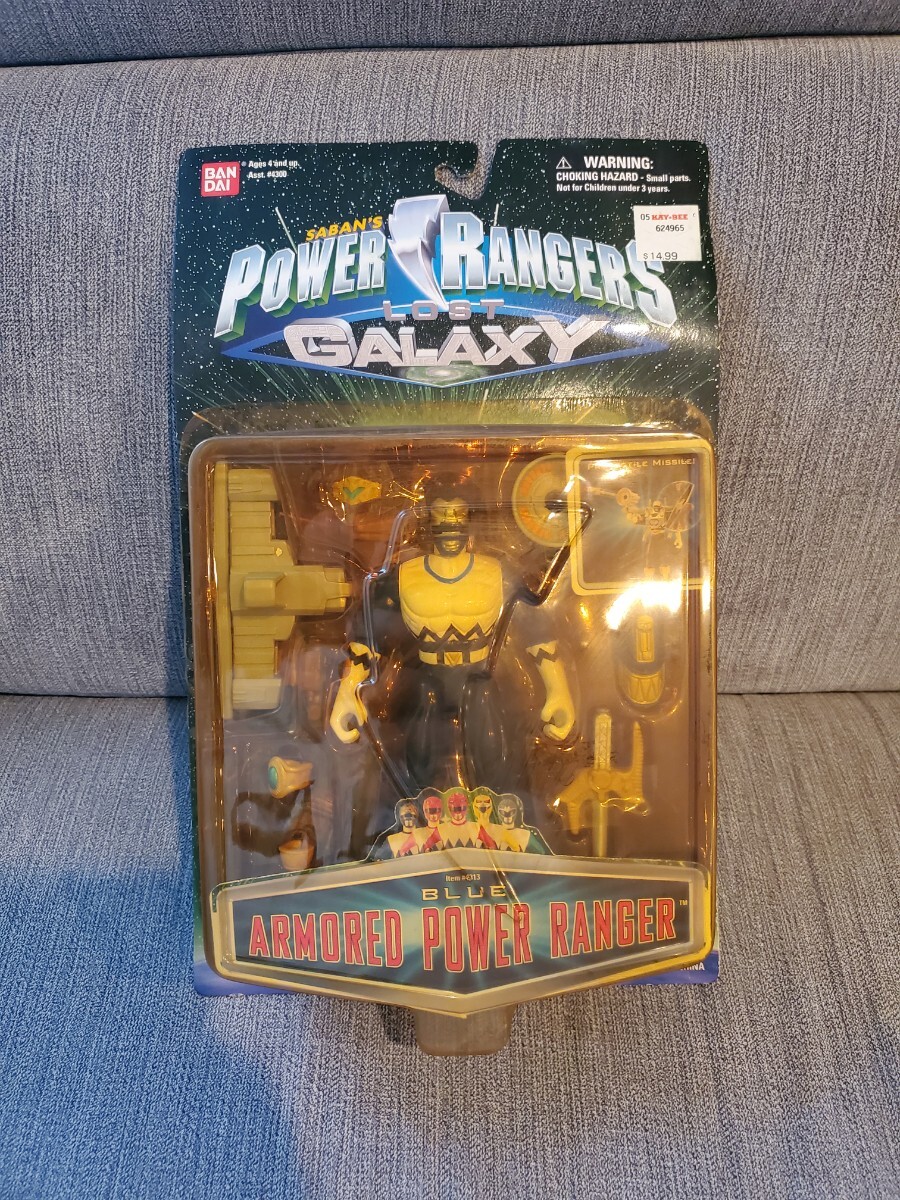 BAN
DAI
Ages 4 and up.
Asst. #4300
WARNING:
CHOKING HAZARD - Small parts.
Not for Children under 3 years.
05 KAY-BEE
624965
$14.99
SABAN'S
POWER RANGERS
LOST
GALAXY
MISSILE!
BLUE
ARMORED POWER RANGER™